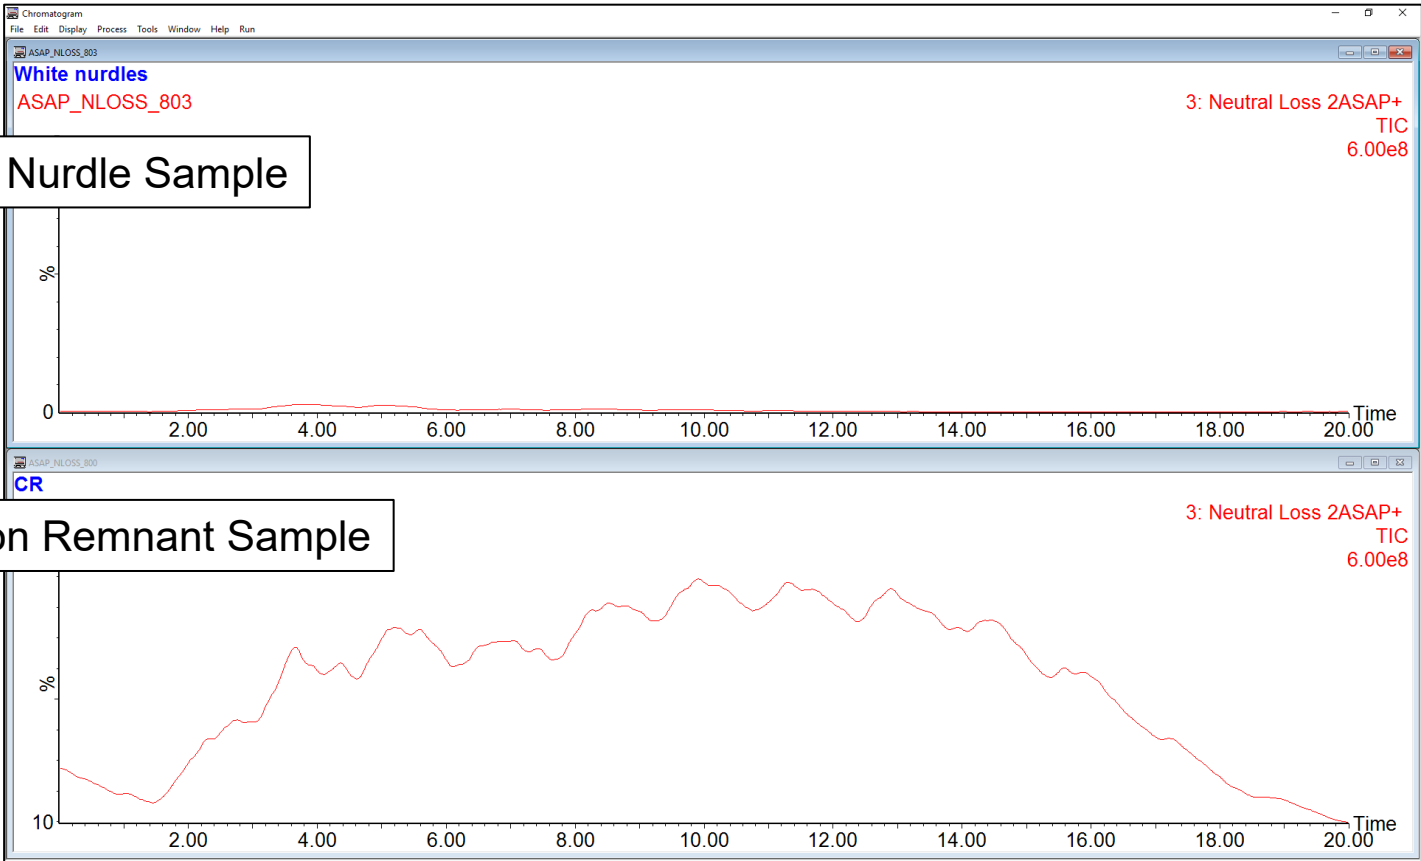 Chromatogram
File Edit Display Process Tools Window Help Run
ASAP_NLOSS_803
White nurdles
ASAP_NLOSS_803
3: Neutral Loss 2ASAP+
TIC
6.00e8
Nurdle Sample
%
0
2.00 4.00 6.00 8.00 10.00 12.00 14.00 16.00 18.00 20.00
Time
ASAP_NLOSS_800
CR
3: Neutral Loss 2ASAP+
TIC
6.00e8
on Remnant Sample
%
10
2.00 4.00 6.00 8.00 10.00 12.00 14.00 16.00 18.00 20.00
Time